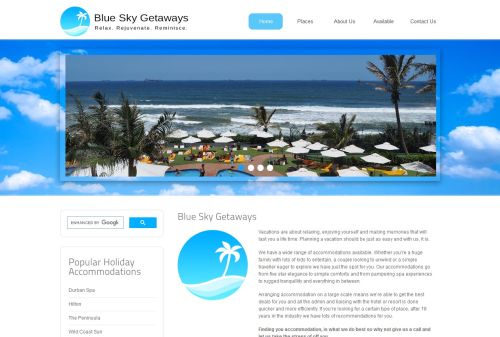 Blue Sky Getaways
Relax. Rejuvenate. Reminisce.
Home
Places
About Us
Available
Contact Us
ENHANCED BY Google
Popular Holiday
Accommodations
Durban Spa
Hilton
The Peninsula
Wild Coast Sun
Blue Sky Getaways
Vacations are about relaxing, enjoying yourself and making memories that will
last you a life time. Planning a vacation should be just as easy and with us, it is.
We have a wide range of accommodations available. Whether you're a huge
family with lots of kids to entertain, a couple looking to unwind or a simple
traveller eager to explore we have just the spot for you. Our accommodations go
from five star elegance to simple comforts and from pampering spa experiences
to rugged tranquility and everything in between.
Arranging accommodation on a large scale means we're able to get the best
deals for you and all the admin and liaising with the hotel or resort is done
quicker and more efficiently. If you're looking for a certain type of place, after 18
years in the industry we have lots of recommendations for you.
Finding you accommodation, is what we do best so why not give us a call and
let us take the stress off you.